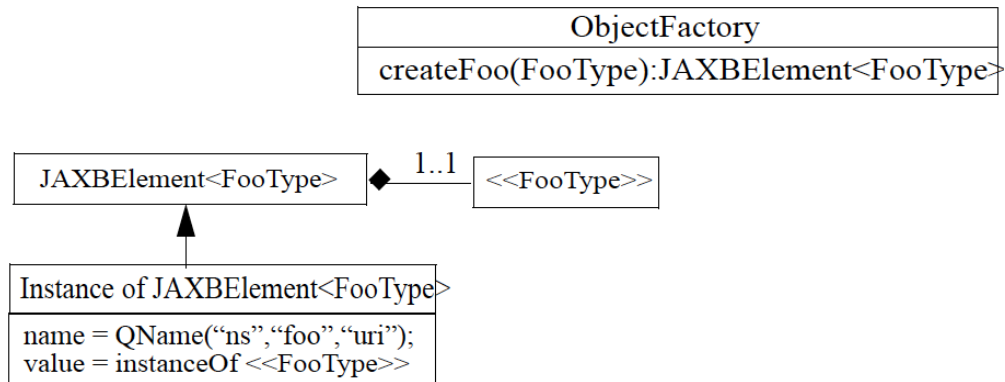 ObjectFactory
createFoo(FooType):JAXBElement<FooType>
JAXBElement<FooType>
1..1
<<FooType>>
Instance of JAXBElement<FooType>
name = QName(“ns”,“foo”,“uri”);
value = instanceOf <<FooType>>